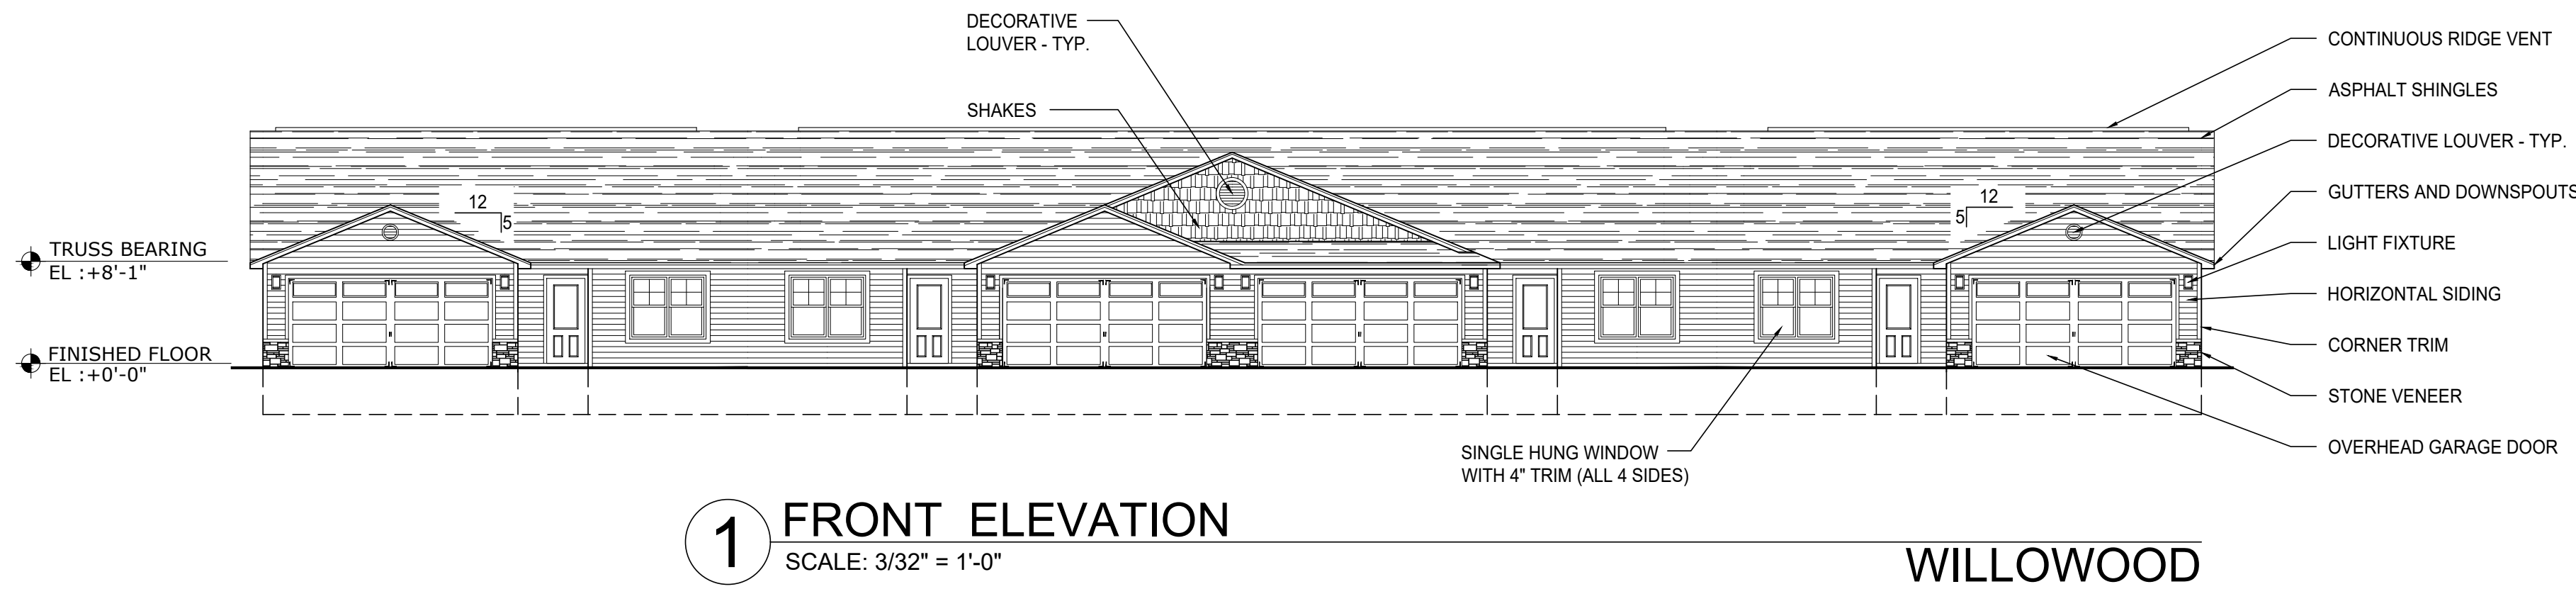 DECORATIVE
LOUVER - TYP.
SHAKES
CONTINUOUS RIDGE VENT
ASPHALT SHINGLES
DECORATIVE LOUVER - TYP.
GUTTERS AND DOWNSPOUTS
LIGHT FIXTURE
HORIZONTAL SIDING
CORNER TRIM
STONE VENEER
OVERHEAD GARAGE DOOR
12
5
12
5
TRUSS BEARING
EL :+8'-1"
FINISHED FLOOR
EL :+0'-0"
SINGLE HUNG WINDOW
WITH 4" TRIM (ALL 4 SIDES)
1
FRONT ELEVATION
SCALE: 3/32" = 1'-0"
WILLOWOOD